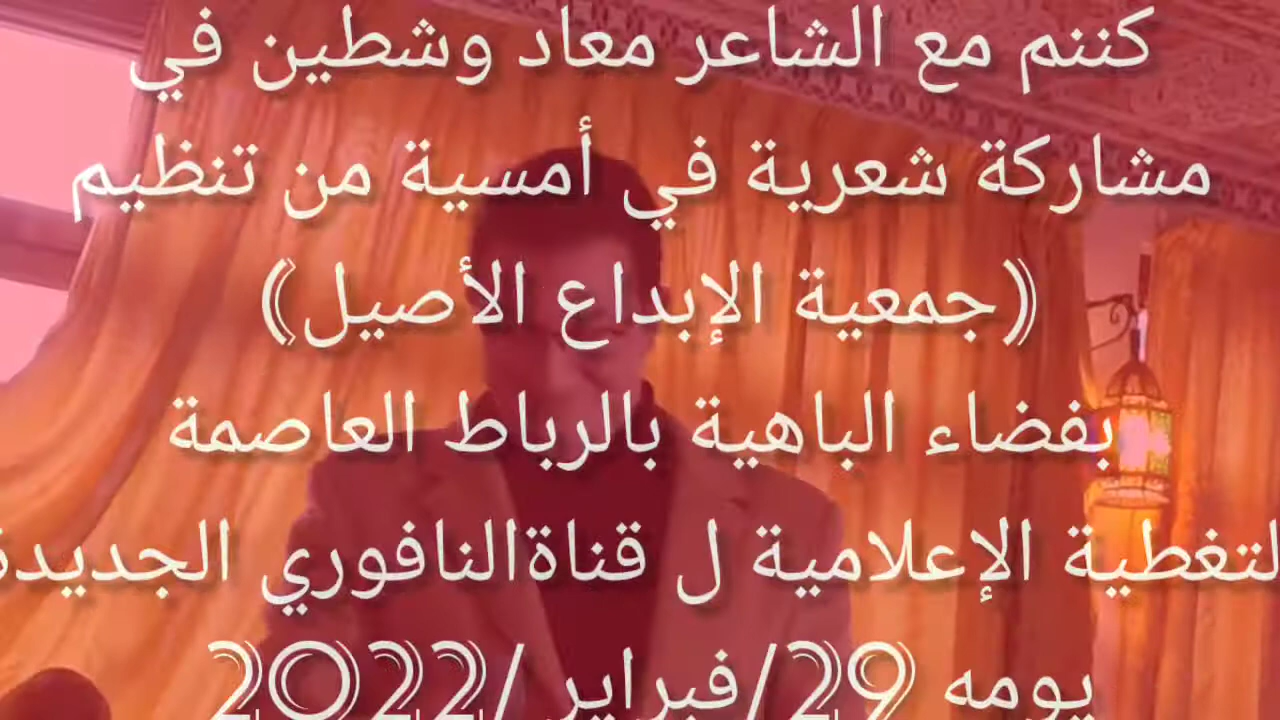 كننم مع الشاعر معاد وشطين في
مشاركة شعرية في أمسية من تنظيم
(جمعية الإبداع الأصيل)
بفضاء الباهية بالرباط العاصمة
لتغطية الإعلامية ل قناةالنافوري الجديدة
يومه 29/فبراير /2022